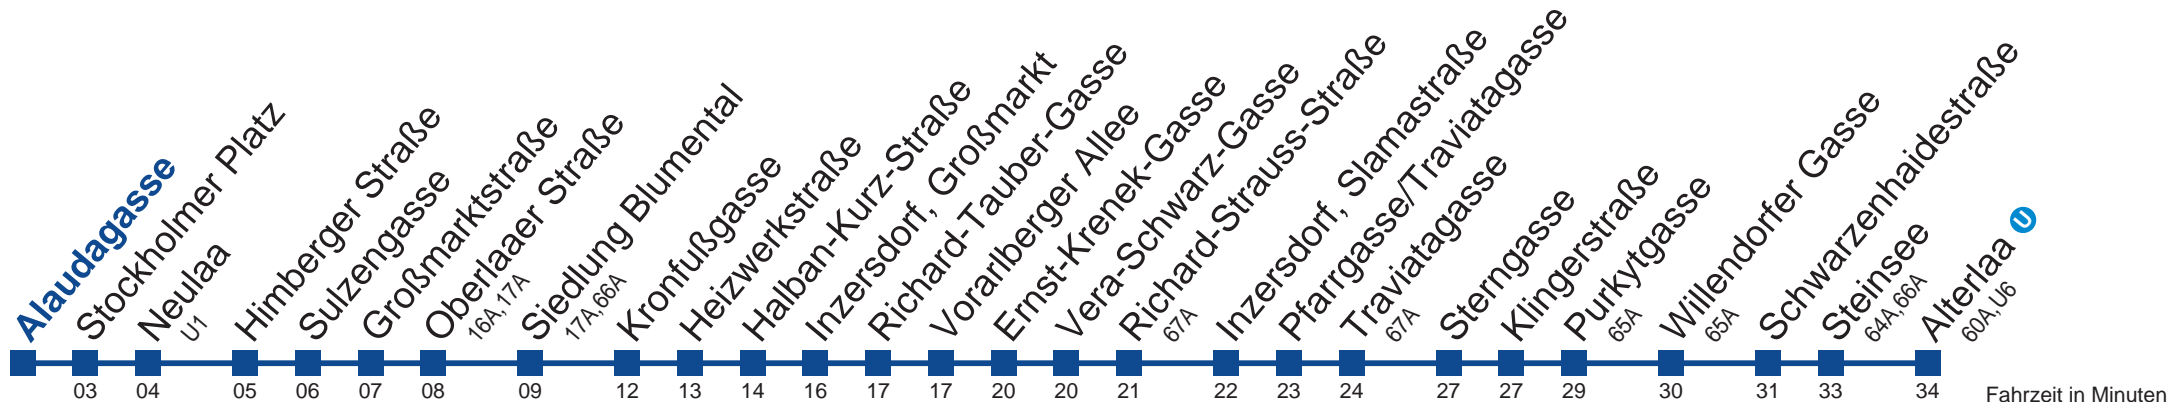 Alaudagasse
Stockholmer Platz
Neulaa
U1
Himberger Straße
Sulzengasse
Großmarktstraße
Oberlaaer Straße
16A, 17A
Siedlung Blumental
17A, 66A
Kronfußgasse
Heizwerkstraße
Halban-Kurz-Straße
Inzersdorf, Großmarkt
Richard-Tauber-Gasse
Vorarlberger Allee
Ernst-Krenek-Gasse
Vera-Schwarz-Gasse
Richard-Strauss-Straße
67A
Inzersdorf, Slamastraße
Pfarrgasse/Traviatagasse
Traviatagasse
67A
Sterngasse
Klingerstraße
Purkytgasse
65A
Willendorfer Gasse
65A
Schwarzenhaidestraße
Steinsee
64A, 66A
Alterlaa U
60A, U6
03 04 05 06 07 08 09 12 13 14 16 17 17 20 20 21 22 23 24 27 27 29 30 31 33 34 Fahrzeit in Minuten